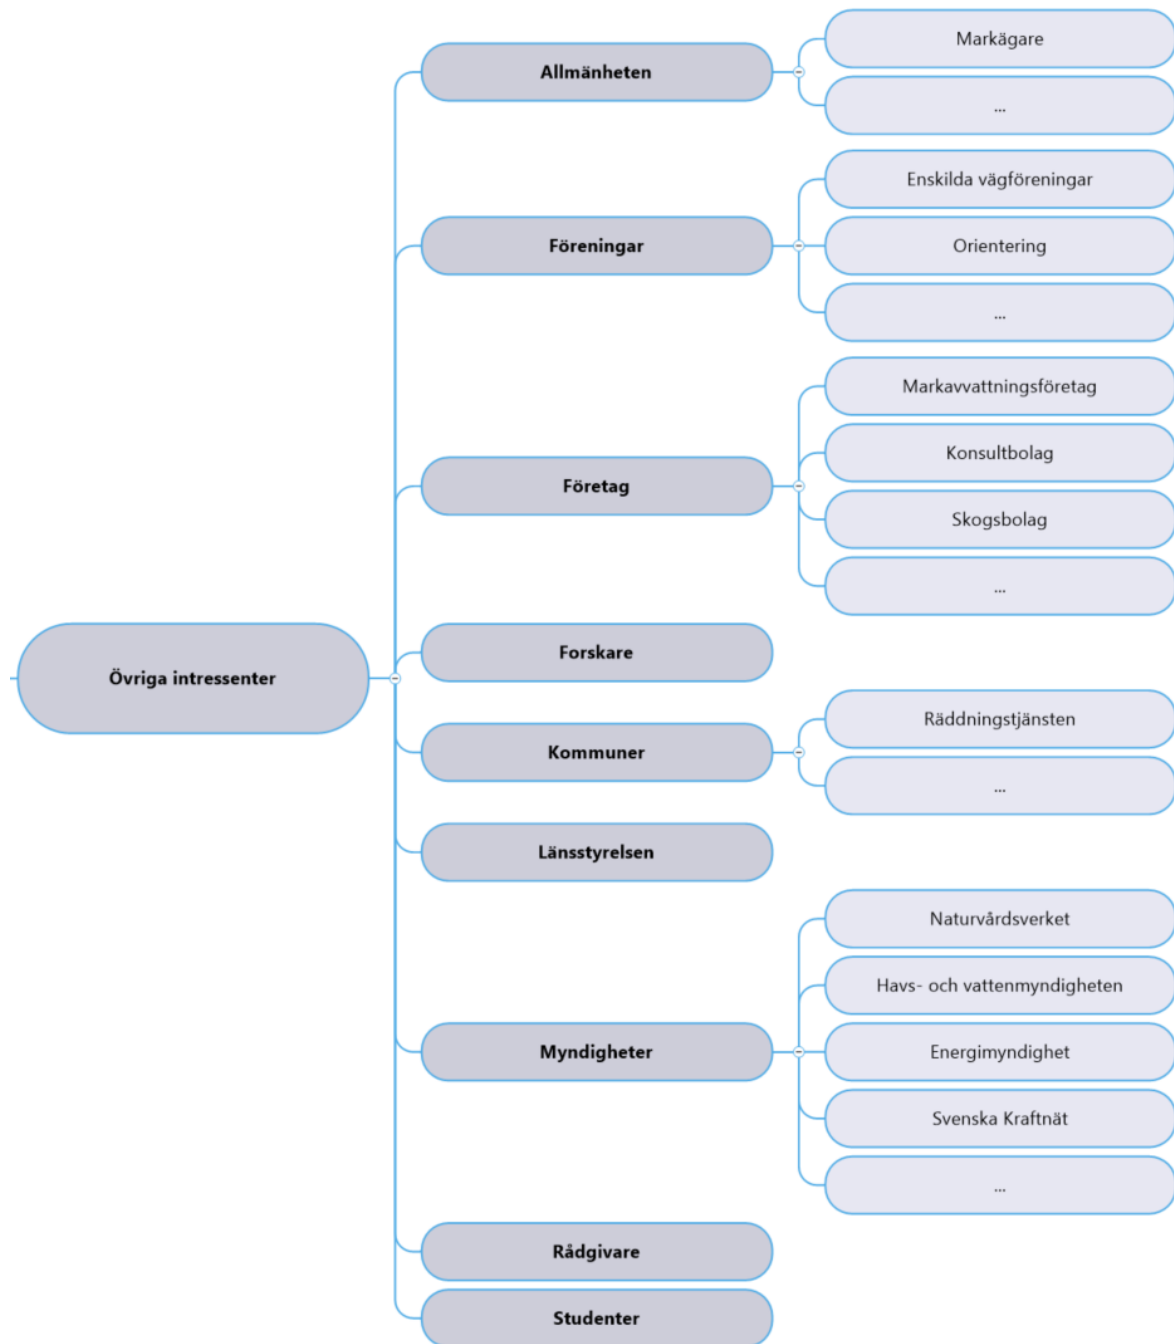 Övriga intressenter
Allmänheten
Markägare
...
Föreningar
Enskilda vägföreningar
Orientering
...
Företag
Markavvattningsföretag
Konsultbolag
Skogsbolag
...
Forskare
Kommuner
Räddningstjänsten
...
Länsstyrelsen
Myndigheter
Naturvårdsverket
Havs- och vattenmyndigheten
Energimyndighet
Svenska Kraftnät
...
Rådgivare
Studenter